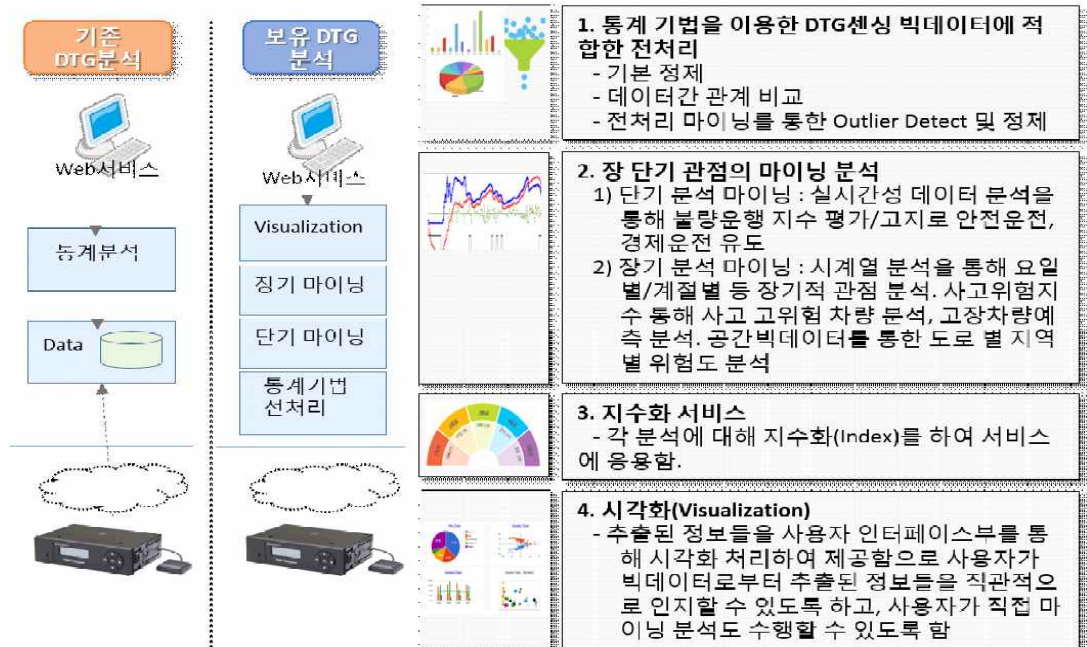 기존
DTG분석
Web서비스
통계분석
Data
보유 DTG
분석
Web서비스
Visualization
장기 마이닝
단기 마이닝
통계기법
전처리
1. 통계 기법을 이용한 DTG센싱 빅데이터에 적
합한 전처리
- 기본 정제
- 데이터간 관계 비교
- 전처리 마이닝를 통한 Outlier Detect 및 정제
2. 장 단기 관점의 마이닝 분석
1) 단기 분석 마이닝 : 실시간성 데이터 분석을
통해 불량운행 지수 평가/고지로 안전운전,
경제운전 유도
2) 장기 분석 마이닝 : 시계열 분석을 통해 요일
별/계절별 등 장기적 관점 분석. 사고위험지
수 통해 사고 고위험 차량 분석, 고장차량예
측 분석. 공간빅데이터를 통한 도로 별 지역
별 위험도 분석
3. 지수화 서비스
- 각 분석에 대해 지수화(Index)를 하여 서비스
에 응용함.
4. 시각화(Visualization)
- 추출된 정보들을 사용자 인터페이스부를 통
해 시각화 처리하여 제공함으로 사용자가
빅데이터로부터 추출된 정보들을 직관적으
로 인지할 수 있도록 하고, 사용자가 직접 마
이닝 분석도 수행할 수 있도록 함